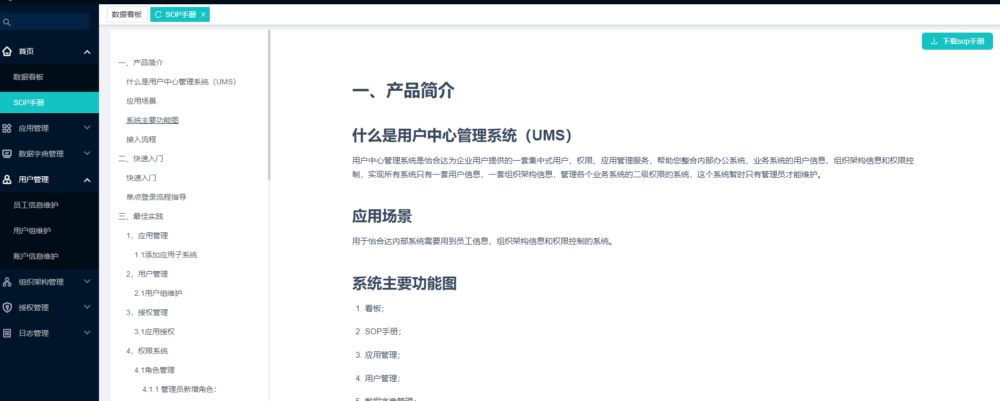 数据看板
SOP手册
首页
数据看板
SOP手册
应用管理
数据字典管理
用户管理
员工信息维护
用户组维护
账户信息维护
组织架构管理
授权管理
日志管理
一、产品简介
什么是用户中心管理系统（UMS）
应用场景
系统主要功能图
接入流程
二、快速入门
快速入门
单点登录流程指导
三、最佳实践
1，应用管理
1.1添加应用子系统
2，用户管理
2.1用户组维护
3，授权管理
3.1应用授权
4，权限系统
4.1角色管理
4.1.1 管理员新增角色：
下载sop手册
一、产品简介
什么是用户中心管理系统（UMS）
用户中心管理系统是怡合达为企业用户提供的一套集中式用户、权限、应用管理服务，帮助您整合内部办公系统，业务系统的用户信息、组织架构信息和权限控
制，实现所有系统只有一套用户信息，一套组织架构信息，管理各个业务系统的二级权限的系统，这个系统暂时只有管理员才能维护。
应用场景
用于怡合达内部系统需要用到员工信息，组织架构信息和权限控制的系统。
系统主要功能图
1. 看板；
2. SOP手册；
3. 应用管理；
4. 用户管理；
5. 数据字典管理；